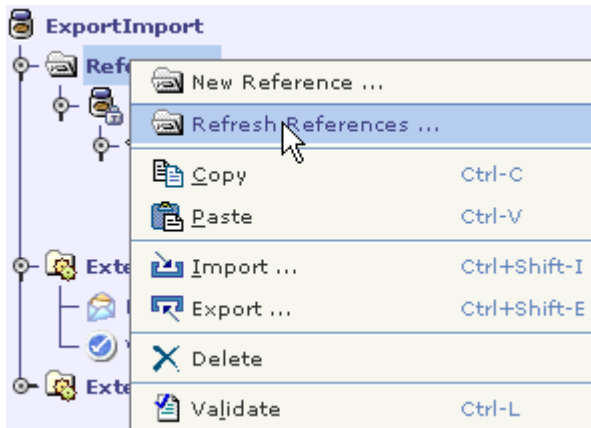 ExportImport
New Reference ...
Refresh References ...
Copy Ctrl-C
Paste Ctrl-V
Import ... Ctrl+Shift-I
Export ... Ctrl+Shift-E
Delete
Validate Ctrl-L